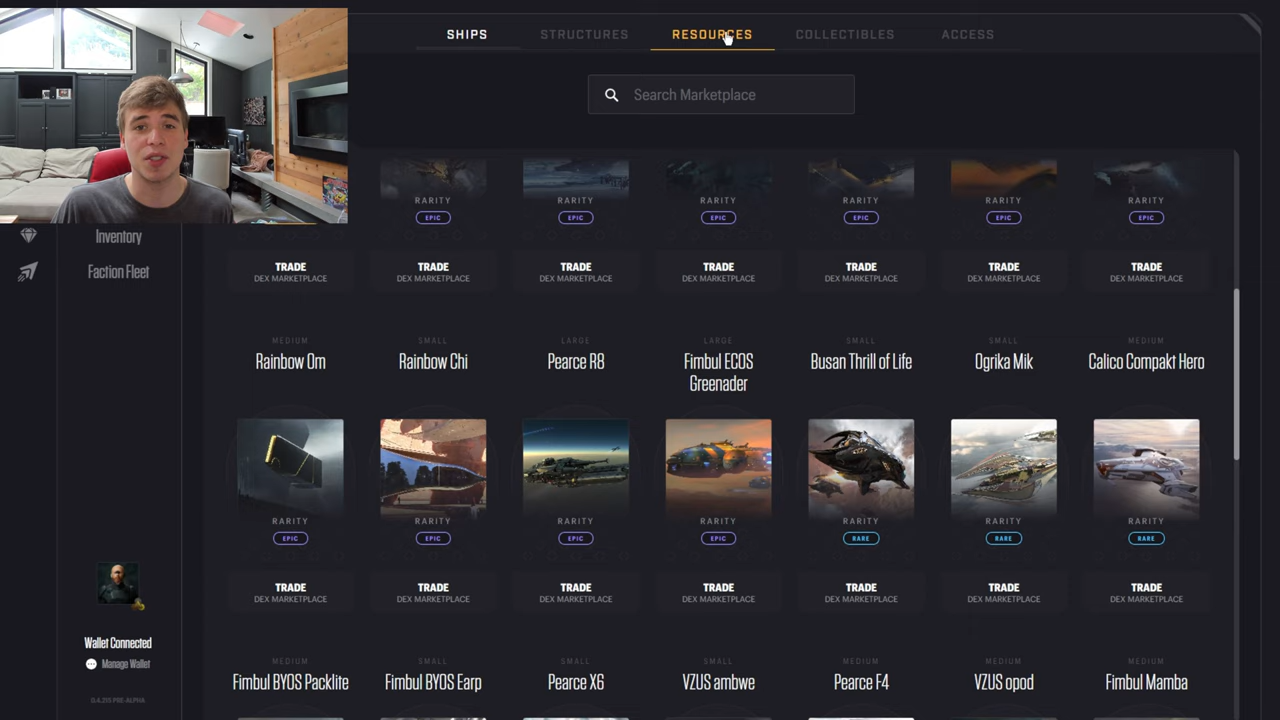 SHIPS STRUCTURES RESOURCES COLLECTIBLES ACCESS
Search Marketplace
RARITY RARITY RARITY RARITY RARITY RARITY
EPIC EPIC EPIC EPIC EPIC EPIC
Inventory
Faction Fleet
TRADE TRADE TRADE TRADE TRADE TRADE TRADE
DEX MARKETPLACE DEX MARKETPLACE DEX MARKETPLACE DEX MARKETPLACE DEX MARKETPLACE DEX MARKETPLACE DEX MARKETPLACE
MEDIUM SMALL LARGE LARGE SMALL SMALL MEDIUM
Rainbow Om Rainbow Chi Pearce R8 Fimbul ECOS Busan Thrill of Life Ogrika Mik Calico Compakt Hero
Greenader
RARITY RARITY RARITY RARITY RARITY RARITY RARITY
EPIC EPIC EPIC EPIC RARE RARE RARE
TRADE TRADE TRADE TRADE TRADE TRADE TRADE
DEX MARKETPLACE DEX MARKETPLACE DEX MARKETPLACE DEX MARKETPLACE DEX MARKETPLACE DEX MARKETPLACE DEX MARKETPLACE
Wallet Connected
Manage Wallet
MEDIUM SMALL SMALL SMALL MEDIUM MEDIUM MEDIUM
Fimbul BYOS Packlite Fimbul BYOS Earp Pearce X6 VZUS ambwe Pearce F4 VZUS opod Fimbul Mamba